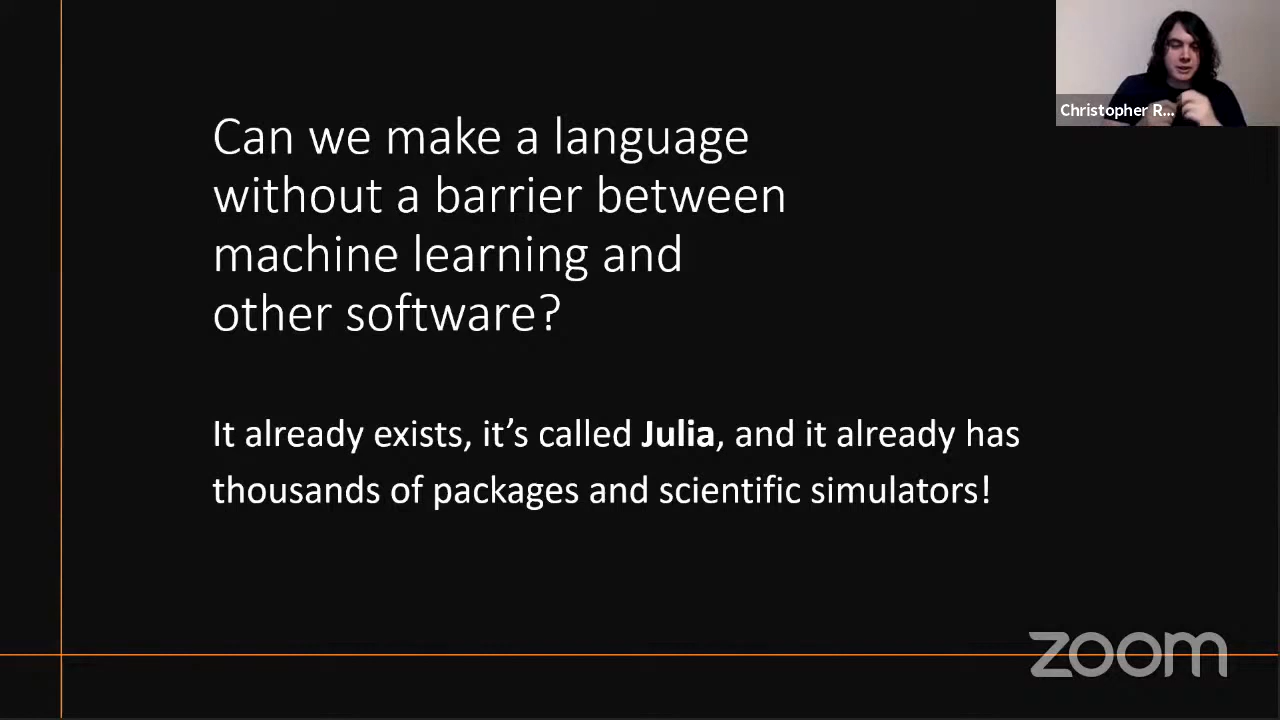 Christopher R...
Can we make a language
without a barrier between
machine learning and
other software?
It already exists, it’s called Julia, and it already has
thousands of packages and scientific simulators!
zoom